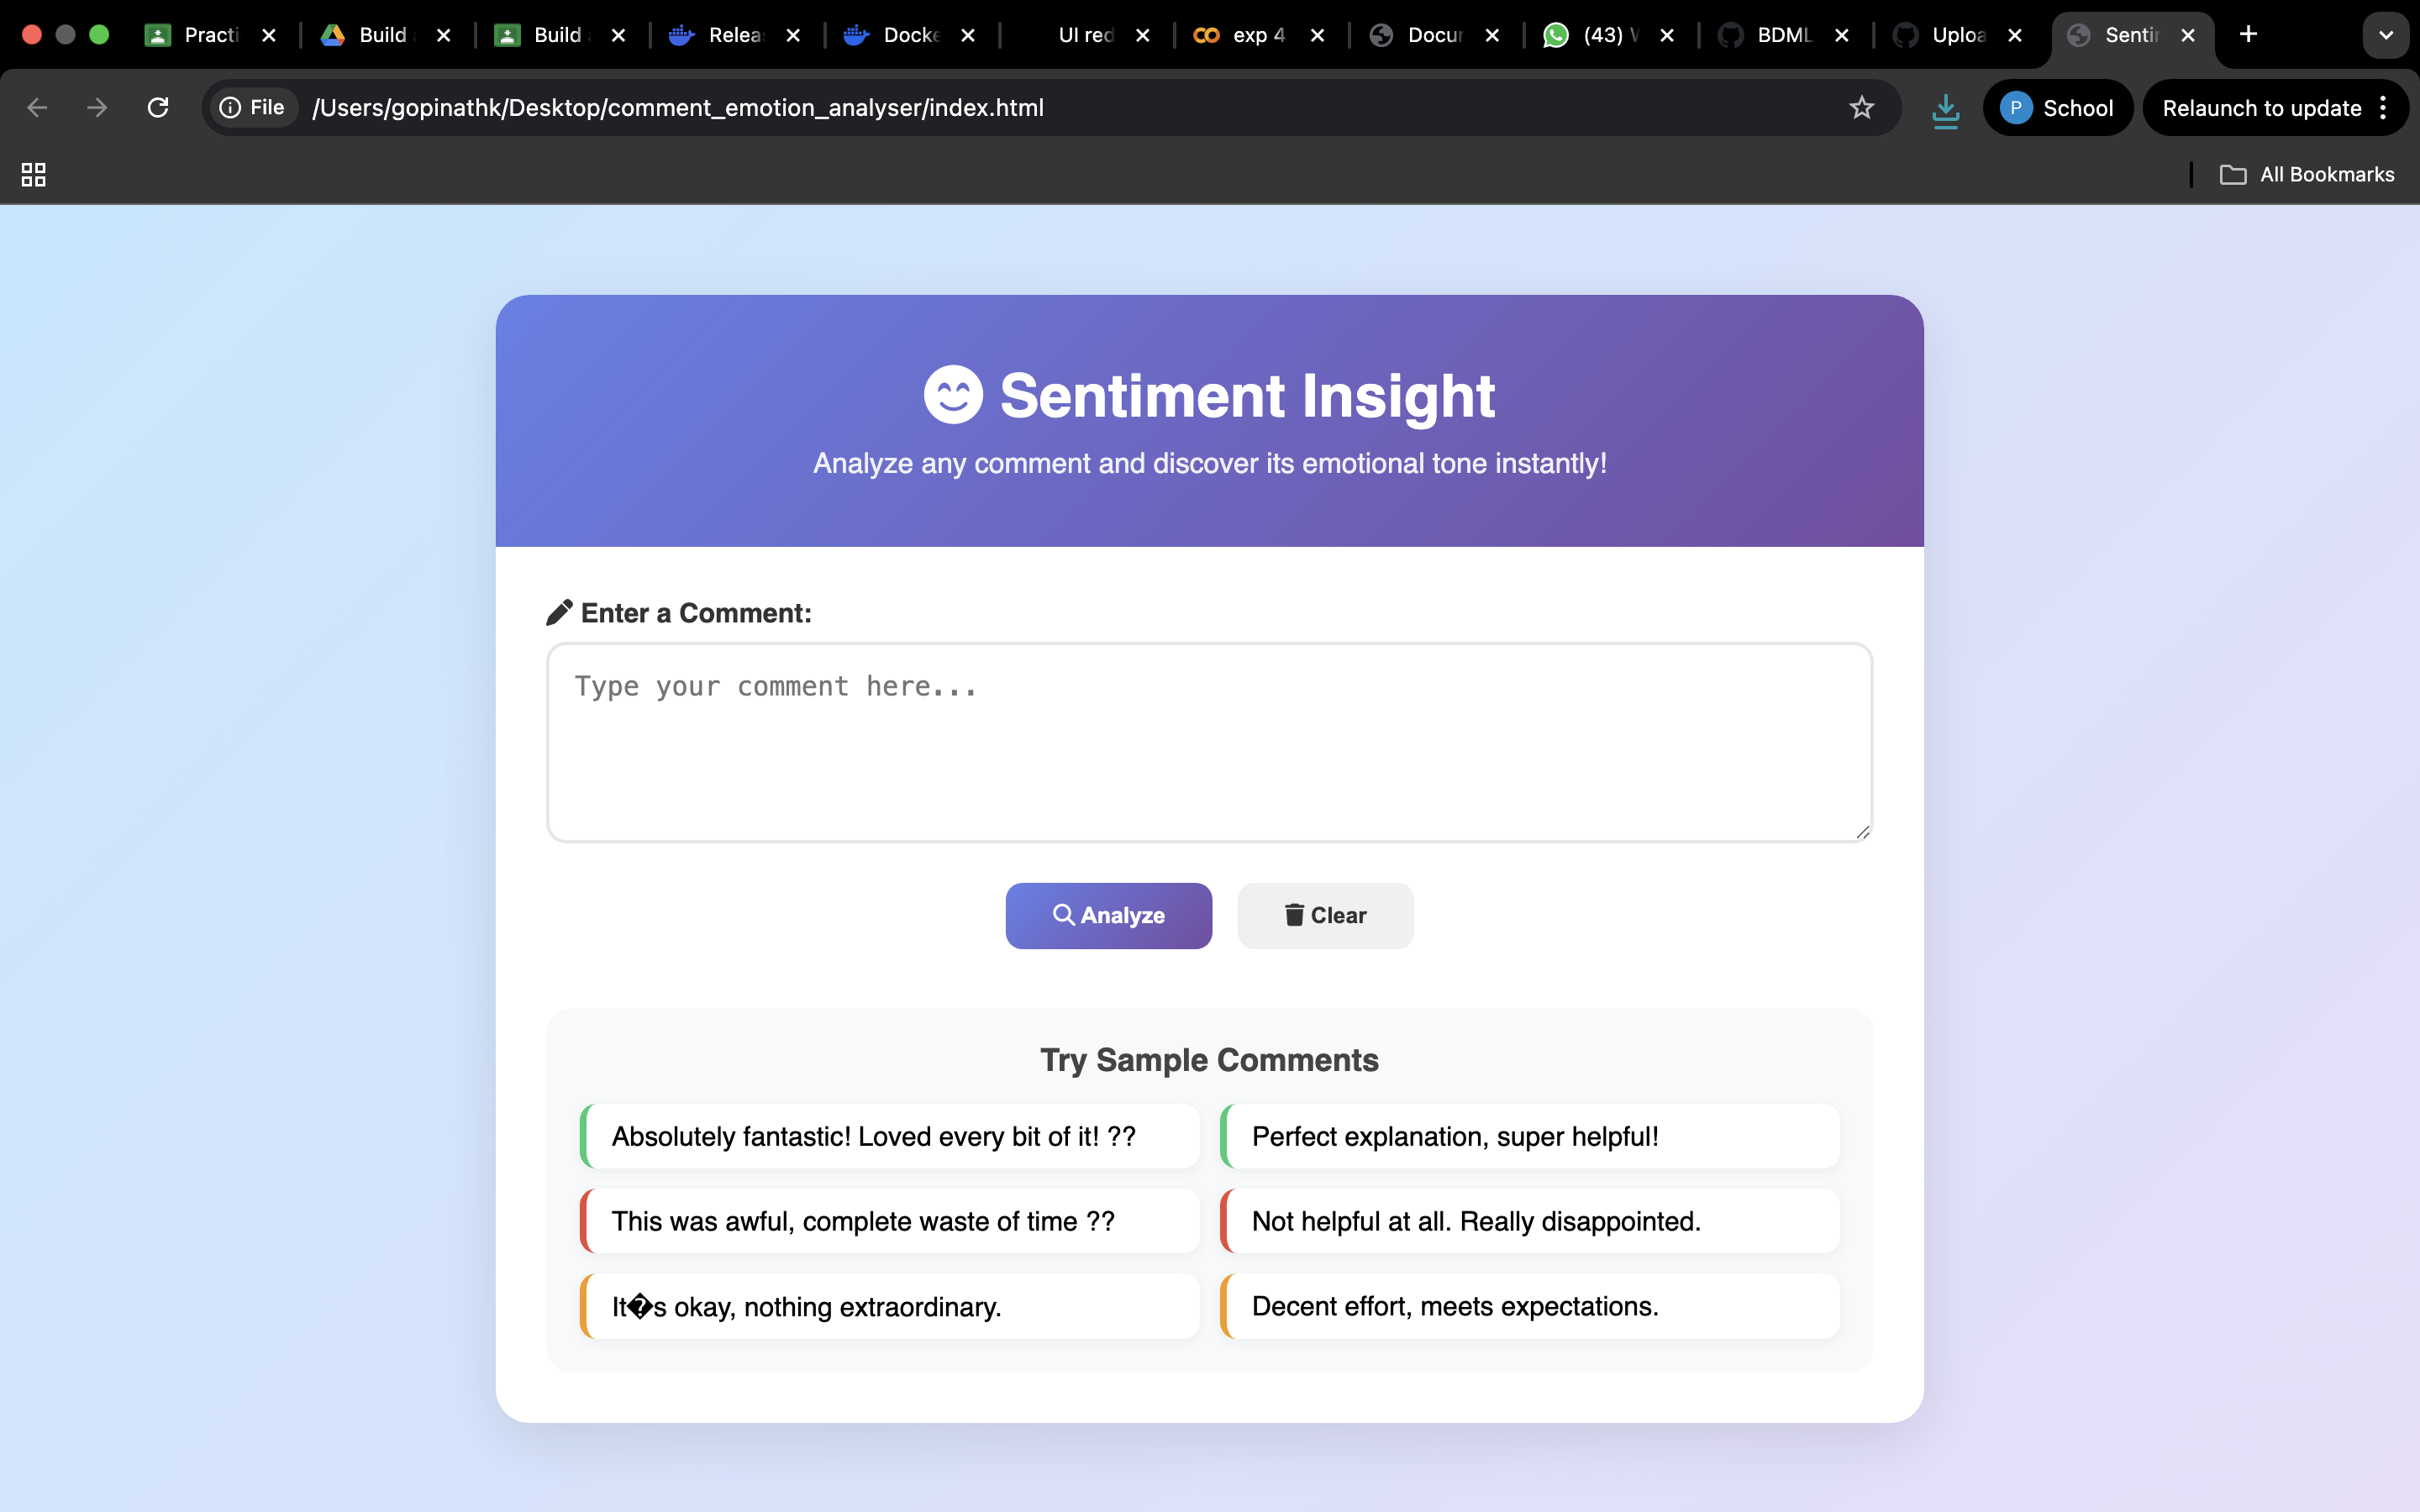 Practi
Build
Build
Relea
Docke
UI red
exp 4
Docum
(43)
BDML
Uploa
Sentin
File
/Users/gopinathk/Desktop/comment_emotion_analyser/index.html
P
School
Relaunch to update
All Bookmarks
Sentiment Insight
Analyze any comment and discover its emotional tone instantly!
Enter a Comment:
Type your comment here...
Analyze
Clear
Try Sample Comments
Absolutely fantastic! Loved every bit of it! ??
Perfect explanation, super helpful!
This was awful, complete waste of time ??
Not helpful at all. Really disappointed.
It�s okay, nothing extraordinary.
Decent effort, meets expectations.